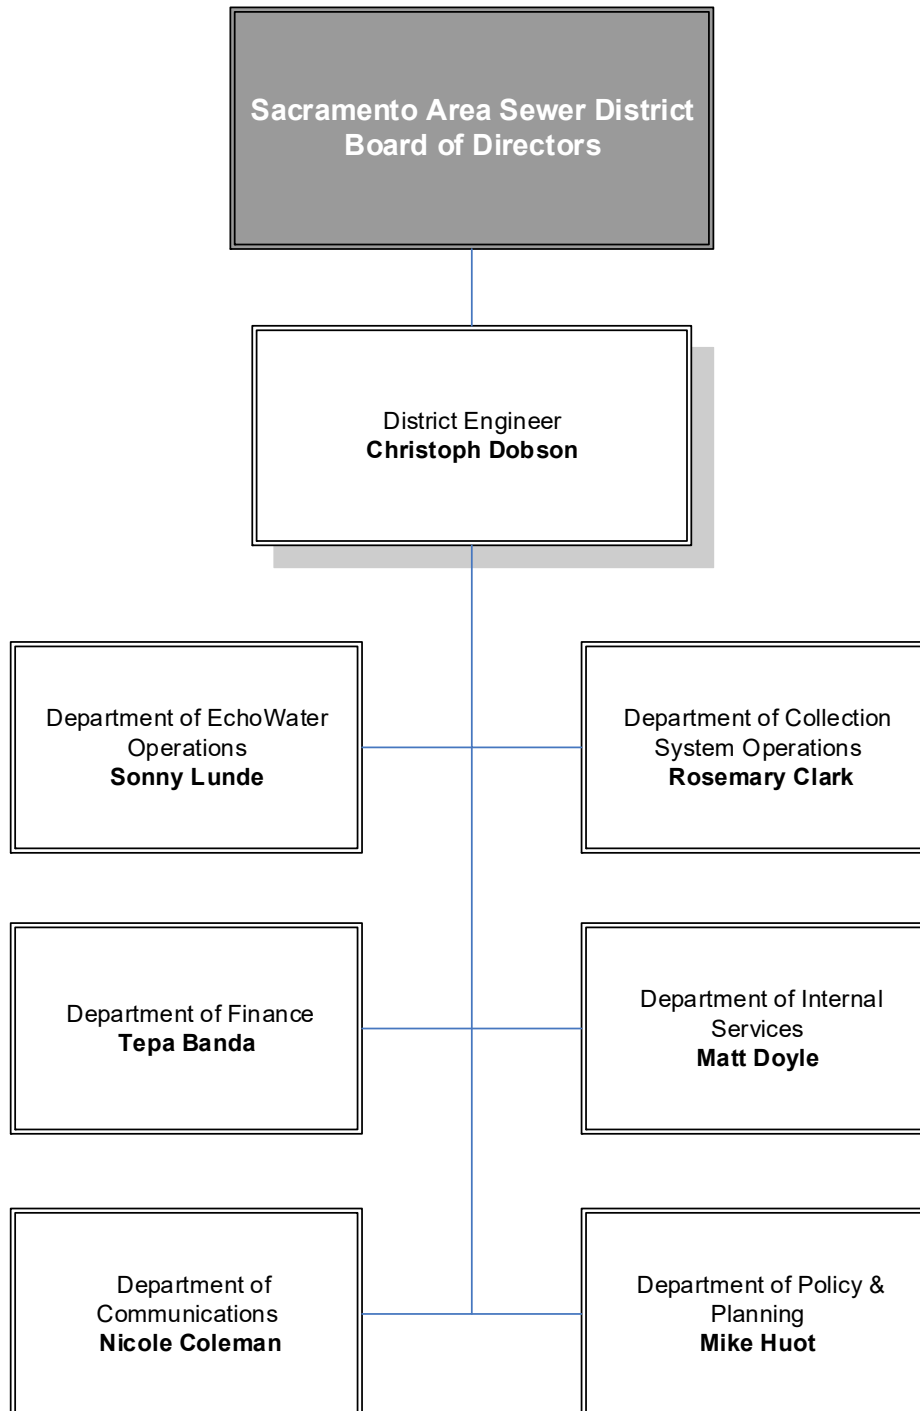 Sacramento Area Sewer District
Board of Directors
District Engineer
Christoph Dobson
Department of EchoWater
Operations
Sonny Lunde
Department of Collection
System Operations
Rosemary Clark
Department of Finance
Tepa Banda
Department of Internal
Services
Matt Doyle
Department of
Communications
Nicole Coleman
Department of Policy &
Planning
Mike Huot